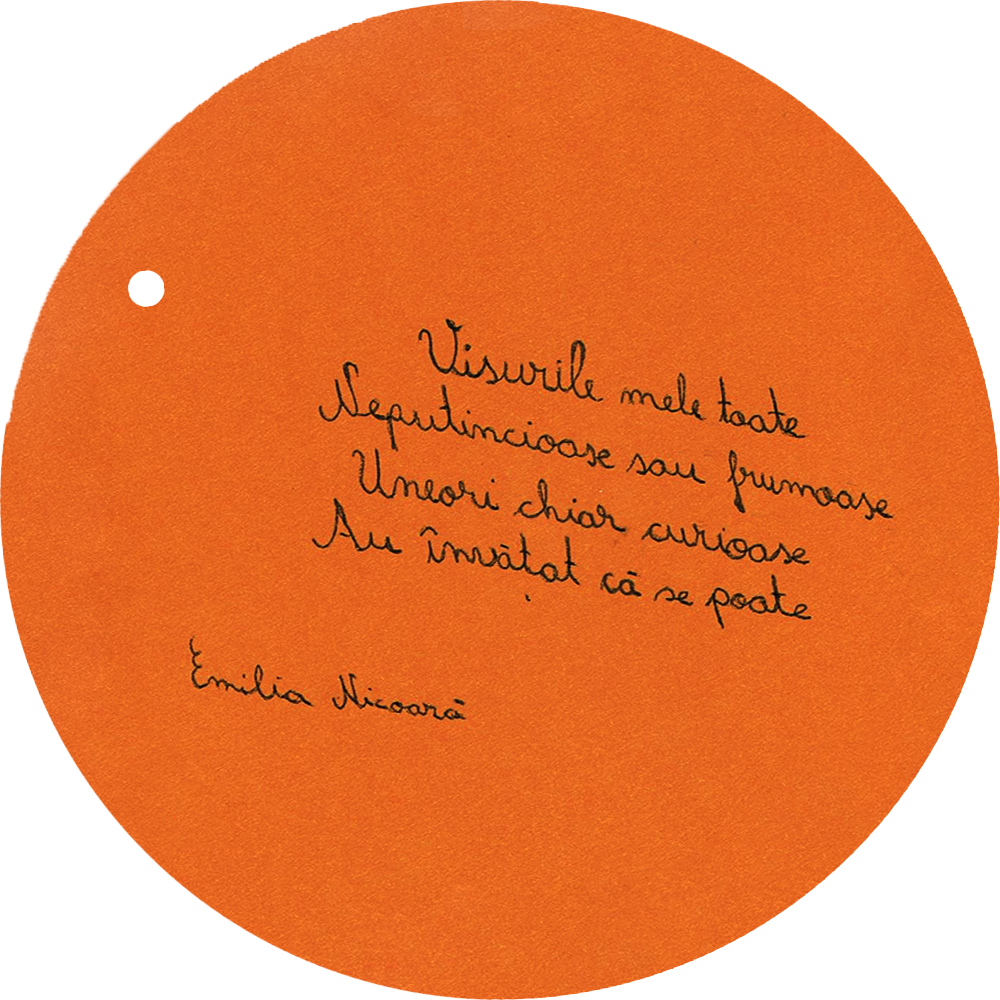 Visurile mele toate
Neputincioase sau frumoase
Uneori chiar curioase
Au învățat că se poate
Emilia Nicoară